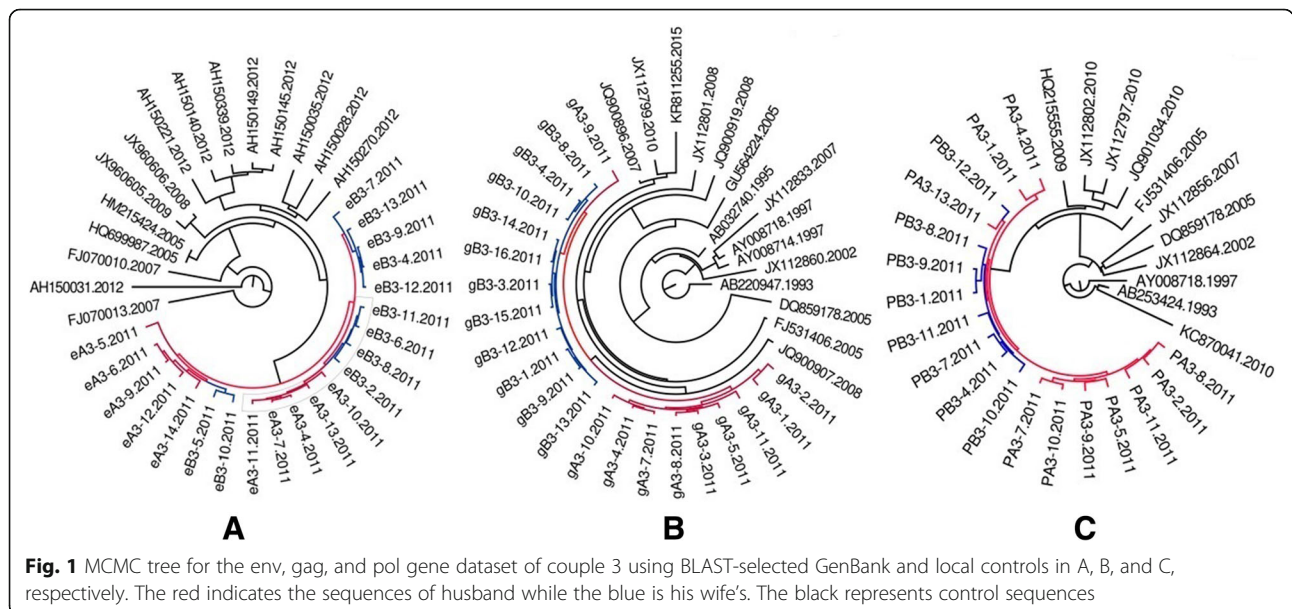 AH150221.2012
AH150140.2012
AH150339.2012
AH150149.2012
AH150145.2012
AH150035.2012
AH150028.2012
AH150270.2012
eB3-7.2011
eB3-13.2011
eB3-9.2011
eB3-4.2011
eB3-12.2011
eB3-11.2011
eB3-6.2011
eB3-8.2011
eB3-2.2011
eA3-10.2011
eA3-13.2011
eA3-4.2011
eA3-7.2011
eA3-11.2011
eB3-10.2011
eB3-5.2011
eA3-14.2011
eA3-12.2011
eA3-9.2011
eA3-6.2011
eA3-5.2011
FJ070013.2007
AH150031.2012
FJ070010.2007
HQ699987.2005
HM215424.2005
JX960605.2009
JX960606.2008
A
gB3-10.2011
gB3-4.2011
gB3-8.2011
gA3-9.2011
JQ900896.2007
JX112779.2010
KR811255.2015
JX112801.2008
JQ900919.2008
GU564224.2005
AB032740.1995
JX112833.2007
AY008718.1997
AY008714.1997
JX112860.2002
AB220947.1993
DQ859178.2005
FJ531406.2005
JQ900907.2008
gA3-2.2011
gA3-1.2011
gA3-11.2011
gA3-5.2011
gA3-3.2011
gA3-8.2011
gA3-7.2011
gA3-4.2011
gA3-10.2011
gB3-13.2011
gB3-9.2011
gB3-1.2011
gB3-12.2011
gB3-15.2011
gB3-3.2011
gB3-16.2011
gB3-14.2011
B
PB3-8.2011
PA3-13.2011
PB3-12.2011
PA3-1.2011
PA3-4.2011
HQ215555.2009
JX112802.2010
JX112797.2010
JQ901034.2010
FJ531406.2005
JX112856.2007
DQ859178.2005
JX112864.2002
AY008718.1997
AB253424.1993
KC870041.2010
PA3-8.2011
PA3-2.2011
PA3-11.2011
PA3-5.2011
PA3-9.2011
PA3-10.2011
PA3-7.2011
PB3-10.2011
PB3-4.2011
PB3-7.2011
PB3-11.2011
PB3-1.2011
PB3-9.2011
C
Fig. 1 MCMC tree for the env, gag, and pol gene dataset of couple 3 using BLAST-selected GenBank and local controls in A, B, and C,
respectively. The red indicates the sequences of husband while the blue is his wife's. The black represents control sequences